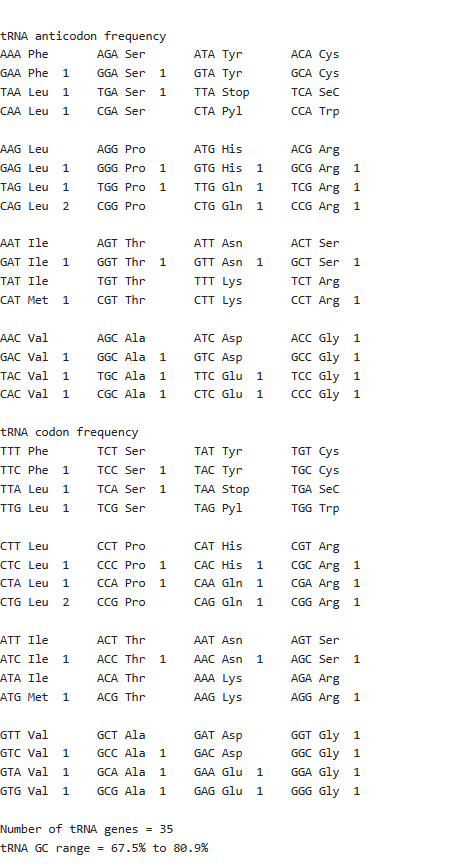 tRNA anticodon frequency
AAA Phe       AGA Ser       ATA Tyr       ACA Cys
GAA Phe  1    GGA Ser  1    GTA Tyr       GCA Cys
TAA Leu  1    TGA Ser  1    TTA Stop      TCA SeC
CAA Leu  1    CGA Ser       CTA Pyl       CCA Trp

AAG Leu       AGG Pro       ATG His       ACG Arg
GAG Leu  1    GGG Pro  1    GTG His  1    GCG Arg  1
TAG Leu  1    TGG Pro  1    TTG Gln  1    TCG Arg  1
CAG Leu  2    CGG Pro       CTG Gln  1    CCG Arg  1

AAT Ile       AGT Thr       ATT Asn       ACT Ser
GAT Ile  1    GGT Thr  1    GTT Asn  1    GCT Ser  1
TAT Ile       TGT Thr       TTT Lys       TCT Arg
CAT Met  1    CGT Thr       CTT Lys       CCT Arg  1

AAC Val       AGC Ala       ATC Asp       ACC Gly  1
GAC Val  1    GGC Ala  1    GTC Asp       GCC Gly  1
TAC Val  1    TGC Ala  1    TTC Glu  1    TCC Gly  1
CAC Val  1    CGC Ala  1    CTC Glu  1    CCC Gly  1

tRNA codon frequency
TTT Phe       TCT Ser       TAT Tyr       TGT Cys
TTC Phe  1    TCC Ser  1    TAC Tyr       TGC Cys
TTA Leu  1    TCA Ser  1    TAA Stop      TGA SeC
TTG Leu  1    TCG Ser       TAG Pyl       TGG Trp

CTT Leu       CCT Pro       CAT His       CGT Arg
CTC Leu  1    CCC Pro  1    CAC His  1    CGC Arg  1
CTA Leu  1    CCA Pro  1    CAA Gln  1    CGA Arg  1
CTG Leu  2    CCG Pro       CAG Gln  1    CGG Arg  1

ATT Ile       ACT Thr       AAT Asn       AGT Ser
ATC Ile  1    ACC Thr  1    AAC Asn  1    AGC Ser  1
ATA Ile       ACA Thr       AAA Lys       AGA Arg
ATG Met  1    ACG Thr       AAG Lys       AGG Arg  1

GTT Val       GCT Ala       GAT Asp       GGT Gly  1
GTC Val  1    GCC Ala  1    GAC Asp       GGC Gly  1
GTA Val  1    GCA Ala  1    GAA Glu  1    GGA Gly  1
GTG Val  1    GCG Ala  1    GAG Glu  1    GGG Gly  1

Number of tRNA genes = 35
tRNA GC range = 67.5% to 80.9%